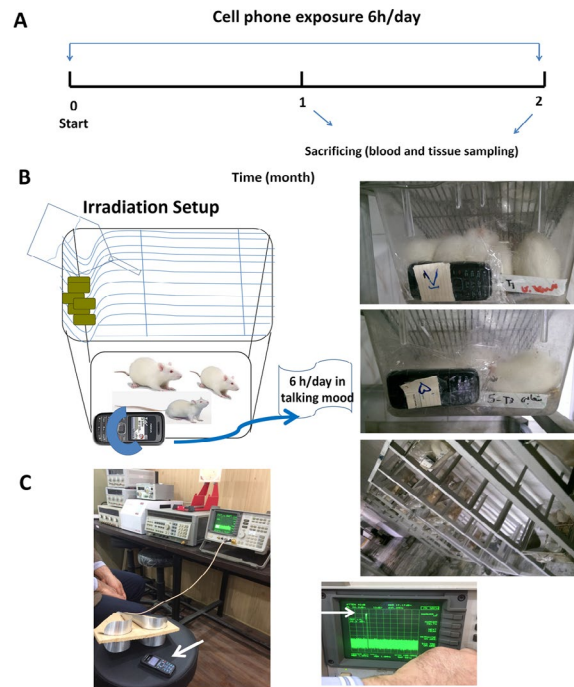 A
Cell phone exposure 6h/day
0
1
2
Start
Sacrificing (blood and tissue sampling)
Time (month)
B
Irradiation Setup
6 h/day in
talking mood
T1
C